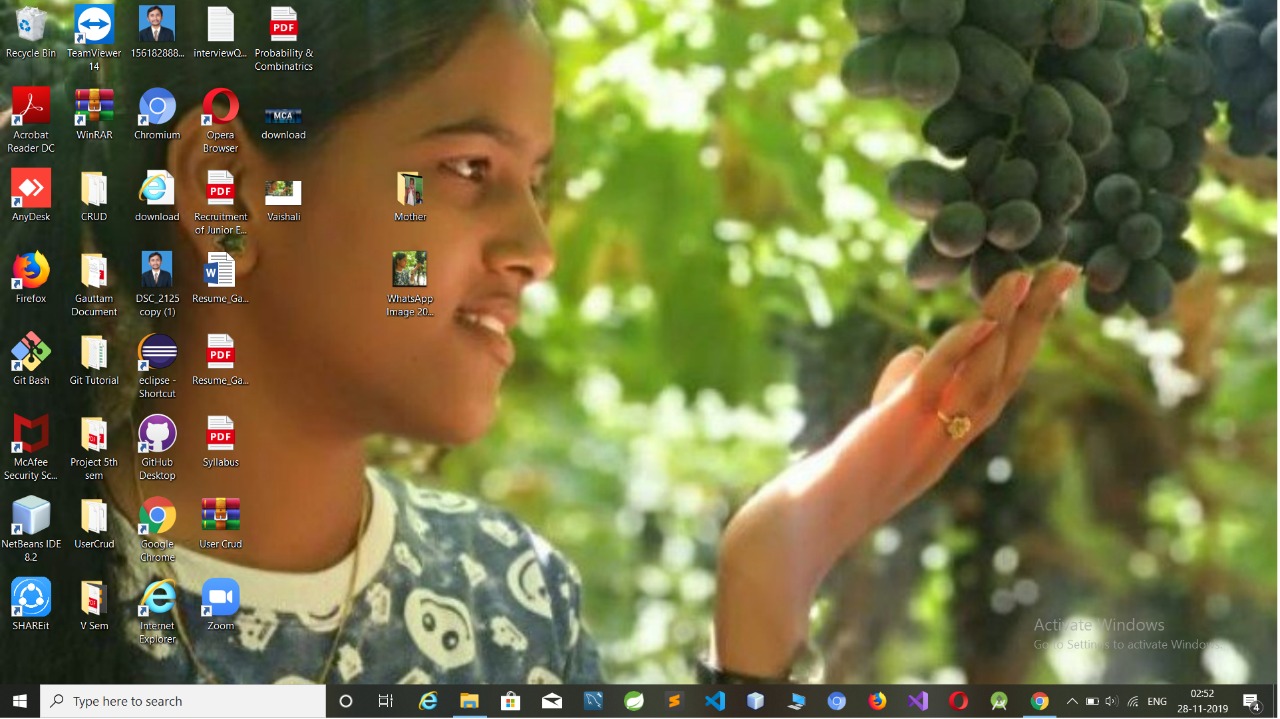 Recycle Bin
TeamViewer
14
156182888...
interviewQ...
PDF
Probability &
Combinatrics
Acrobat
Reader DC
WinRAR
Chromium
Opera
Browser
MCA
download
AnyDesk
CRUD
download
PDF
Recruitment
of Junior E...
Vaishali
Mother
Firefox
Gauttam
Document
DSC_2125
copy (1)
W
Resume_Ga...
WhatsApp
Image 20...
Git Bash
Git Tutorial
eclipse -
Shortcut
PDF
Resume_Ga...
McAfee
Security Sc...
Project 5th
sem
GitHub
Desktop
PDF
Syllabus
NetBeans IDE
8.2
UserCrud
Google
Chrome
User Crud
SHAREit
V Sem
Internet
Explorer
Zoom
Activate Windows
Go to Settings to activate Windows.
Type here to search
ENG
02:52
28-11-2019
4